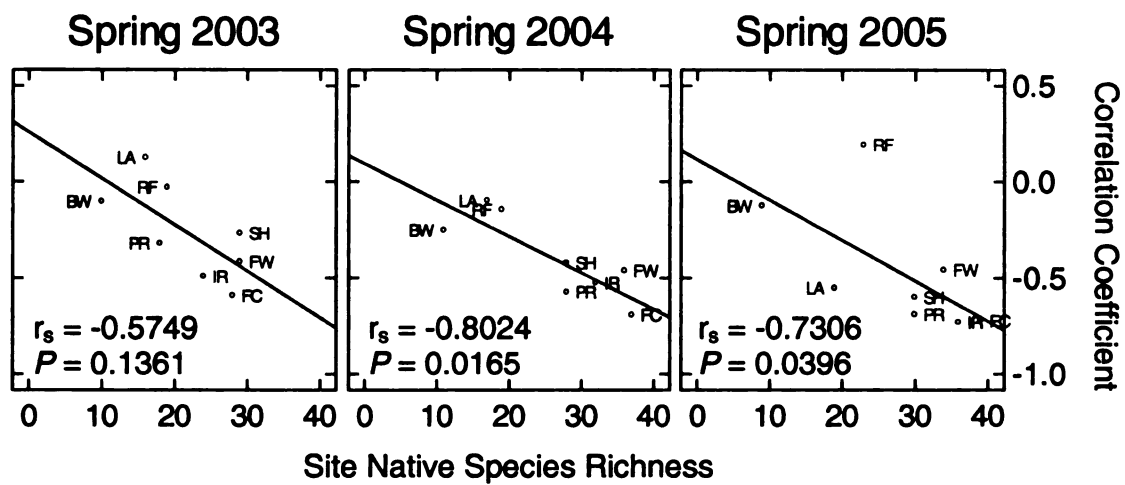 Spring 2003 Spring 2004 Spring 2005
LA
RF
BW
PR
SH
FW
IR
FC
r_s = -0.5749
P = 0.1361
LA
RF
BW
SH
FW
IR
PR
FC
r_s = -0.8024
P = 0.0165
RF
BW
FW
LA
SH
PR
IR
FC
r_s = -0.7306
P = 0.0396
0.5
0.0
-0.5
-1.0
Correlation Coefficient
0 10 20 30 40 0 10 20 30 40 0 10 20 30 40
Site Native Species Richness